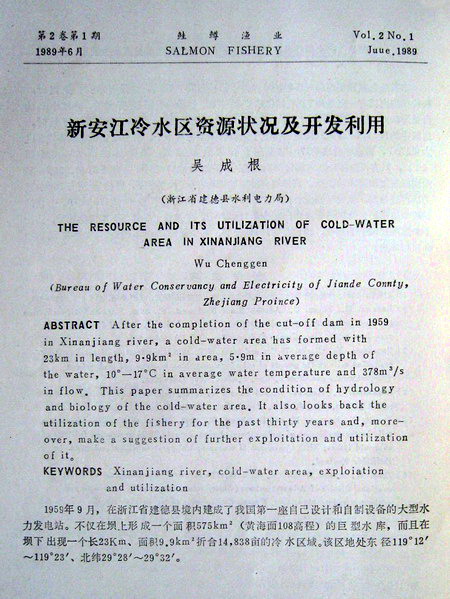 第2卷第1期 鲑鳟渔业 Vol.2 No.1
1989年6月 SALMON FISHERY Juue.1989
新安江冷水区资源状况及开发利用
吴成根
(浙江省建德县水利电力局)
THE RESOURCE AND ITS UTILIZATION OF COLD-WATER
AREA IN XINANJIANG RIVER
Wu Chenggen
(Bureau of Water Conservancy and Electricity of Jiande Connty,
Zhejiang Proince)
ABSTRACT After the completion of the cut-off dam in 1959
in Xinanjiang river, a cold-water area has formed with
23km in length, 9·9km² in area, 5·9m in average depth of
the water, 10°—17°C in average water temperature and 378m³/s
in flow. This paper summarizes the condition of hydrology
and biology of the cold-water area. It also looks back the
utilization of the fishery for the past thirty years and, more-
over, make a suggestion of further exploitation and utilization
of it.
KEYWORDS Xinanjiang river, cold-water area, exploiation
and utilization
1959年9月,在浙江省建德县境内建成了我国第一座自己设计和自制设备的大型水
力发电站。不仅在坝上形成一个面积575km²(黄海面108高程)的巨型水库,而且在
坝下出现一个长23Km、面积9.9km²折合14,838亩的冷水区域。该区地处东径119°12′
~119°23′、北纬29°28′~29°32′。